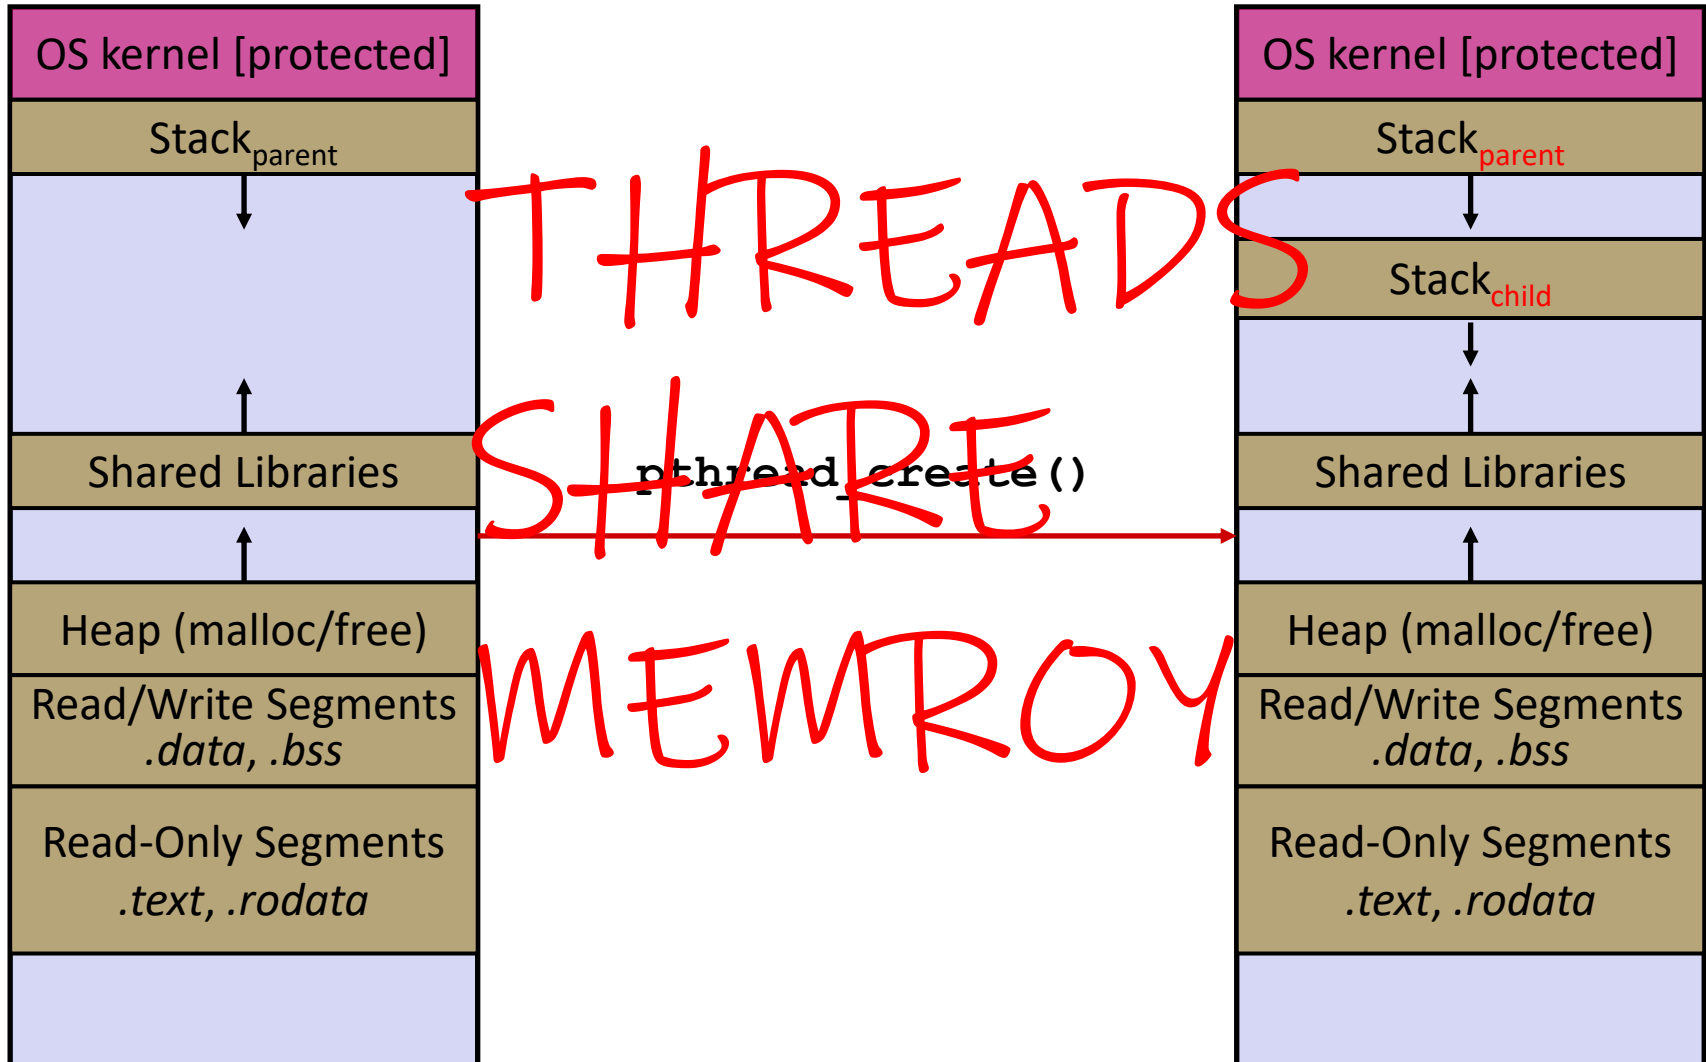 OS kernel [protected]
Stackparent
Shared Libraries
Heap (malloc/free)
Read/Write Segments
.data, .bss
Read-Only Segments
.text, .rodata
THREADS
SHARE
pthread_create()
MEMROY
OS kernel [protected]
Stackparent
Stackchild
Shared Libraries
Heap (malloc/free)
Read/Write Segments
.data, .bss
Read-Only Segments
.text, .rodata